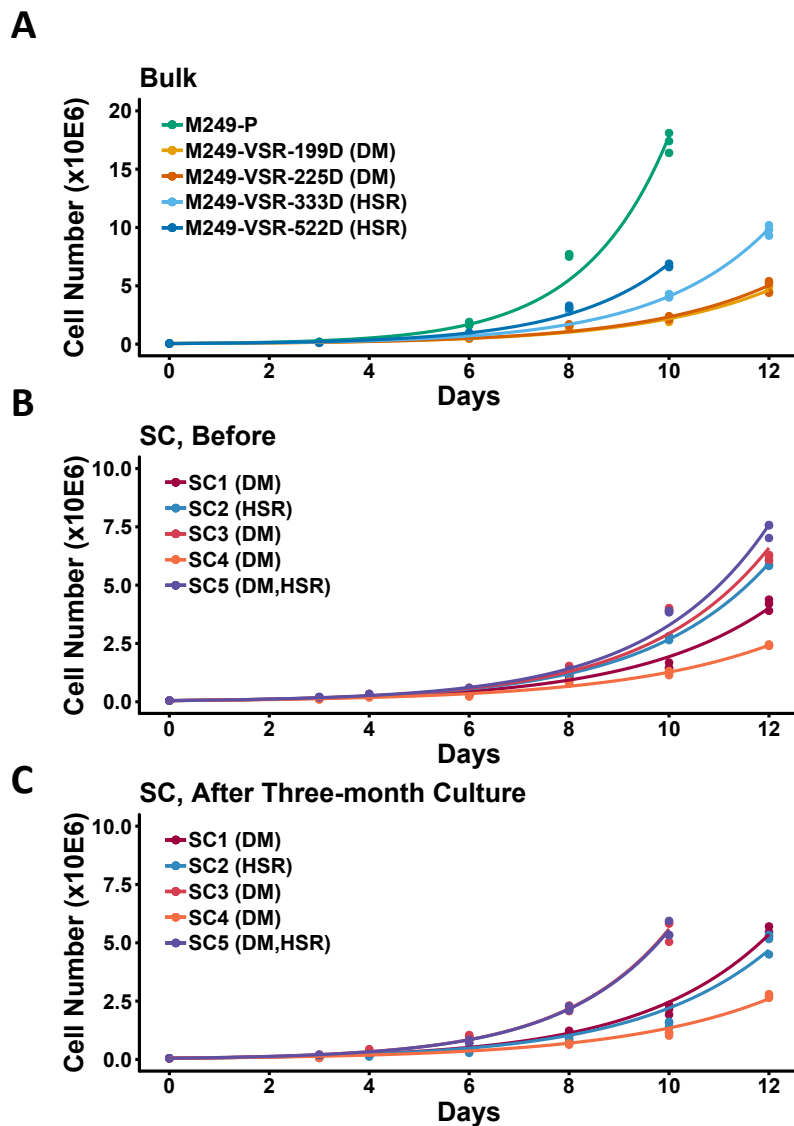 A
Bulk
Cell Number (x10E6)
20
15
10
5
0
M249-P
M249-VSR-199D (DM)
M249-VSR-225D (DM)
M249-VSR-333D (HSR)
M249-VSR-522D (HSR)
0 2 4 6 8 10 12
Days
B
SC, Before
Cell Number (x10E6)
10.0
7.5
5.0
2.5
0.0
SC1 (DM)
SC2 (HSR)
SC3 (DM)
SC4 (DM)
SC5 (DM,HSR)
0 2 4 6 8 10 12
Days
C
SC, After Three-month Culture
Cell Number (x10E6)
10.0
7.5
5.0
2.5
0.0
SC1 (DM)
SC2 (HSR)
SC3 (DM)
SC4 (DM)
SC5 (DM,HSR)
0 2 4 6 8 10 12
Days